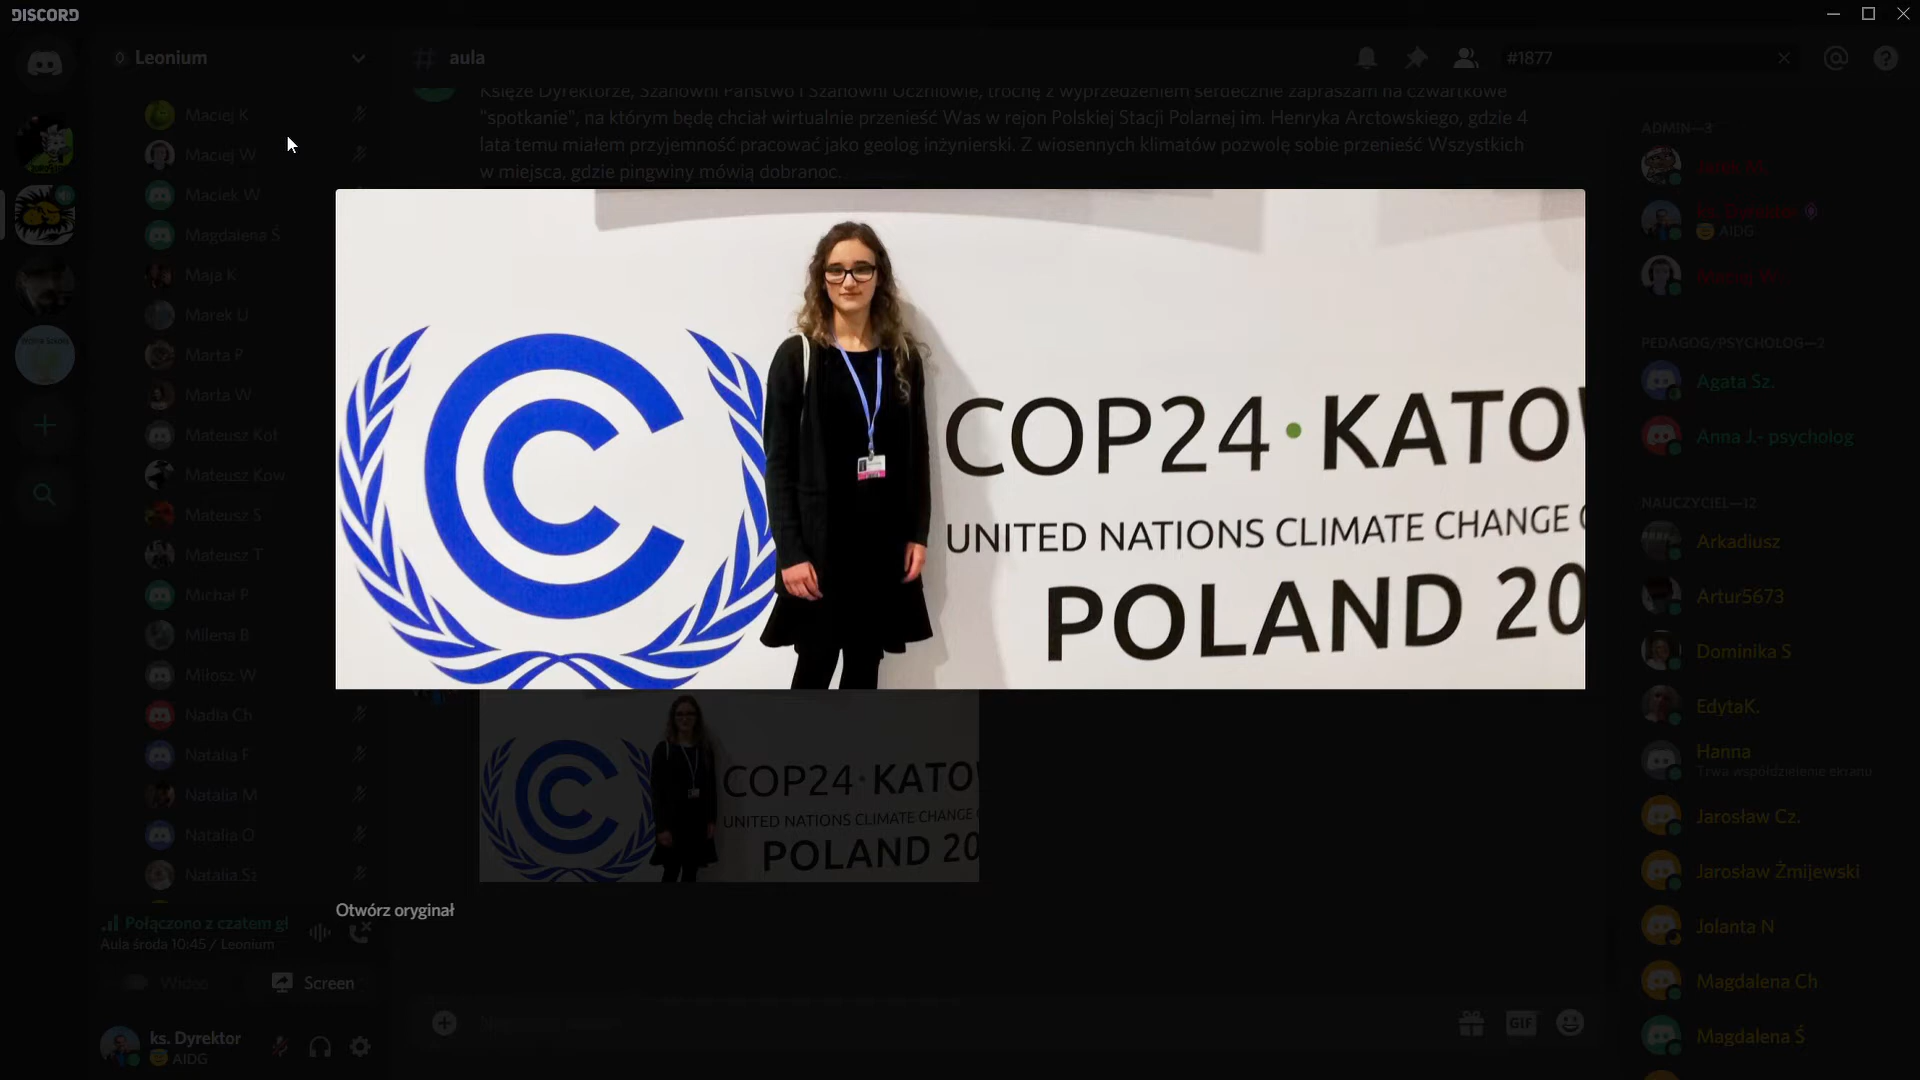 DISCORD
Leonium
aula
#1877
Księże Dyrektorze, Szanowni Państwo i Szanowni Uczniowie, trochę z wyprzedzeniem serdecznie zapraszam na czwartkowe
"spotkanie", na którym będę chciał wirtualnie przenieść Was w rejon Polskiej Stacji Polarnej im. Henryka Arctowskiego, gdzie 4
lata temu miałem przyjemność pracować jako geolog inżynierski. Z wiosennych klimatów pozwolę sobie przenieść Wszystkich
w miejsca, gdzie pingwiny mówią dobranoc.
Maciej K
Maciej W
Maciek W
Magdalena Ś
Maja K
Marek U
Marta P
Marta W
Mateusz Kol
Mateusz Kow
Mateusz S
Mateusz T
Michał P
Milena B
Miłosz W
Nadia Ch
Natalia F
Natalia M
Natalia O
Natalia Sz
Połączono z czatem gł
Aula środa 10:45 / Leonium
Wideo
Screen
ks. Dyrektor
AIDG
COP24·KATOW
UNITED NATIONS CLIMATE CHANGE
POLAND 20
COP24·KATOW
UNITED NATIONS CLIMATE CHANGE
POLAND 20
Otwórz oryginał
GIF
ADMIN—3
Jarek M.
ks. Dyrektor
AIDG
Maciej W.
PEDAGOG/PSYCHOLOG—2
Agata Sz.
Anna J.- psycholog
NAUCZYCIEL—12
Arkadiusz
Artur5673
Dominika S
EdytaK.
Hanna
Trwa współdzielenie ekranu
Jarosław Cz.
Jarosław Żmijewski
Jolanta N
Magdalena Ch
Magdalena Ś